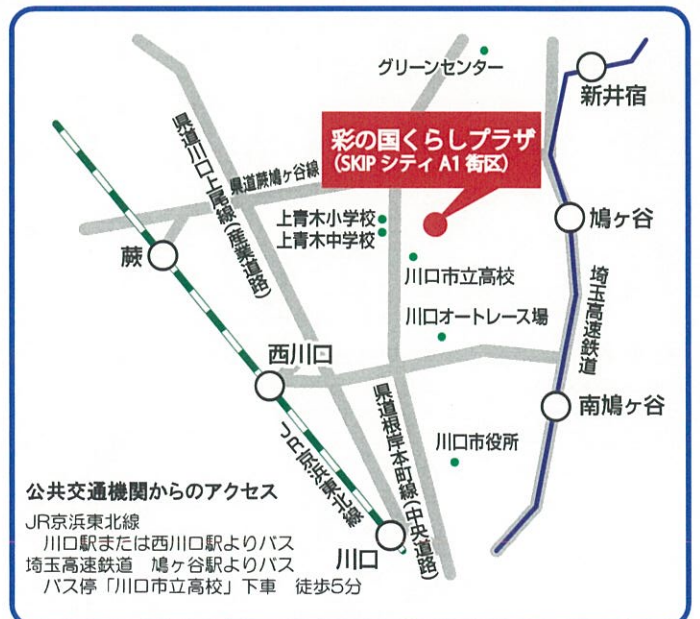 グリーンセンター
新井宿
彩の国くらしプラザ
(SKIPシティA1街区)
県道川口上尾線(産業道路)
県道蕨鳩ヶ谷線
上青木小学校
上青木中学校
鳩ヶ谷
蕨
川口市立高校
埼玉高速鉄道
川口オートレース場
西川口
南鳩ヶ谷
県道根岸本町線(中央道路)
川口市役所
JR京浜東北線
川口
公共交通機関からのアクセス
JR京浜東北線
川口駅または西川口駅よりバス
埼玉高速鉄道 鳩ヶ谷駅よりバス
バス停「川口市立高校」下車 徒歩5分